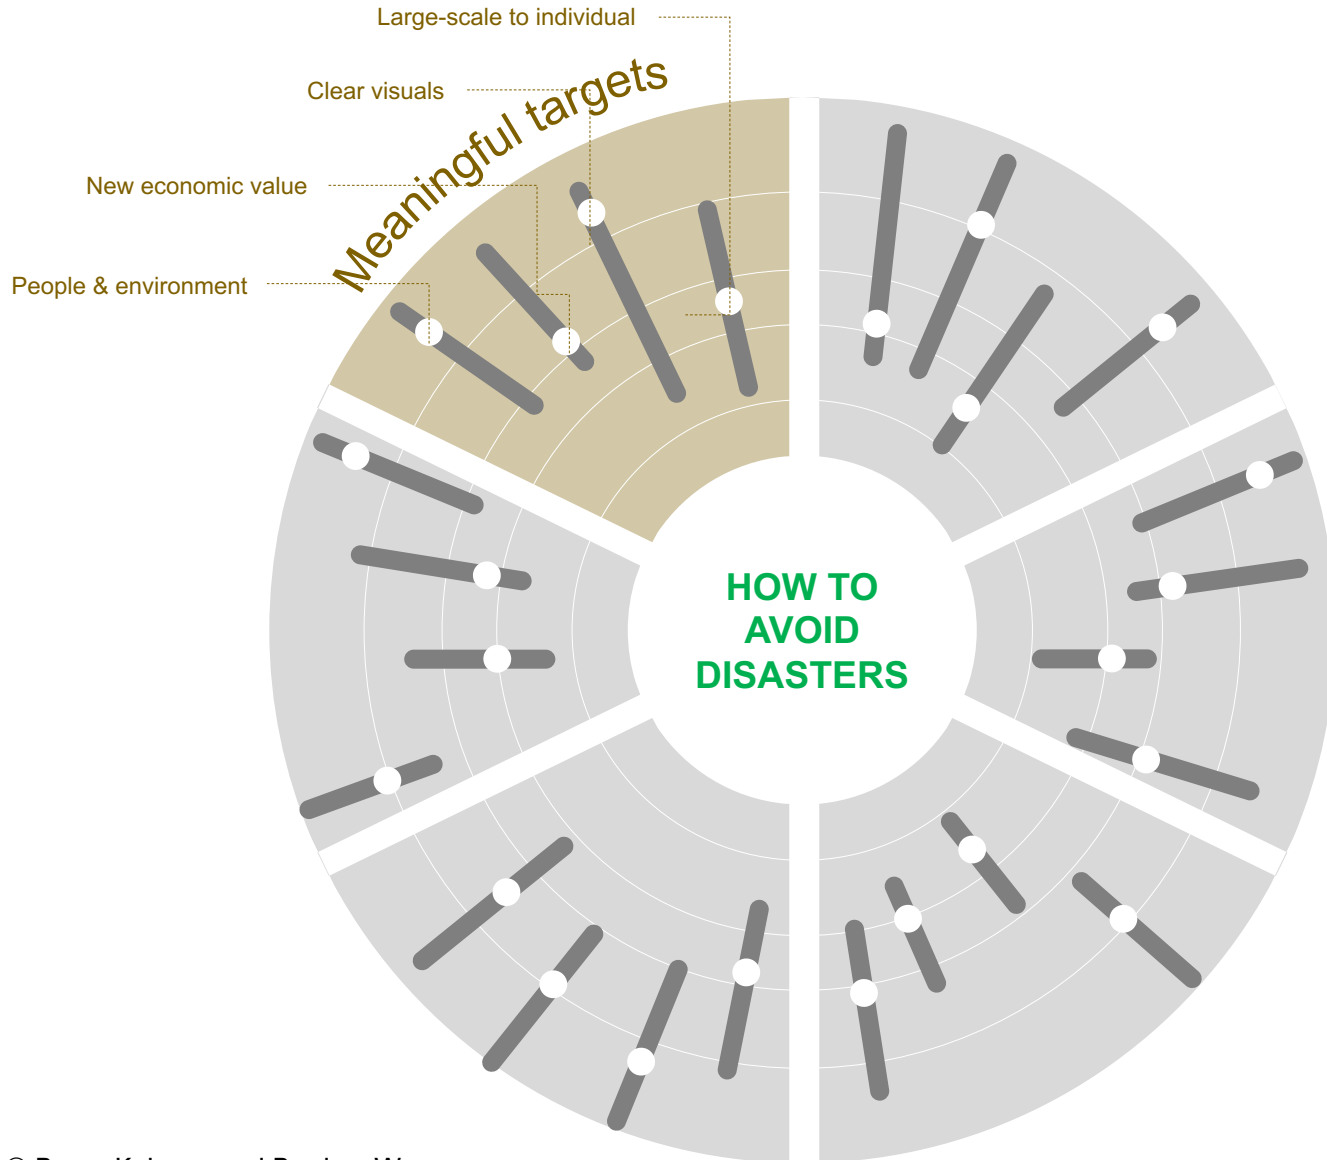 Large-scale to individual
Clear visuals
Meaningful targets
New economic value
People & environment
HOW TO
AVOID
DISASTERS